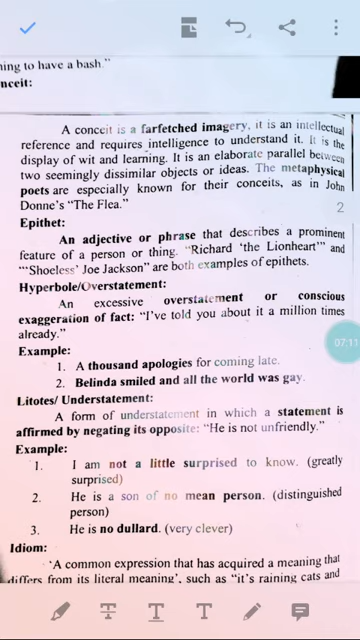 ning to have a bash."
nceit:
A conceit is a farfetched imagery, it is an intellectual
reference and requires intelligence to understand it. It is the
display of wit and learning. It is an elaborate parallel between
two seemingly dissimilar objects or ideas. The metaphysical
poets are especially known for their conceits, as in John
Donne's "The Flea."
2
Epithet:
An adjective or phrase that describes a prominent
feature of a person or thing. "Richard 'the Lionheart'" and
"'Shoeless' Joe Jackson" are both examples of epithets.
Hyperbole/Overstatement:
An excessive overstatement or conscious
exaggeration of fact: "I've told you about it a million times
already."
07:11
Example:
1. A thousand apologies for coming late.
2. Belinda smiled and all the world was gay.
Litotes/ Understatement:
A form of understatement in which a statement is
affirmed by negating its opposite: "He is not unfriendly."
Example:
1. I am not a little surprised to know. (greatly
surprised)
2. He is a son of no mean person. (distinguished
person)
3. He is no dullard. (very clever)
Idiom:
'A common expression that has acquired a meaning that
differs from its literal meaning', such as "it's raining cats and